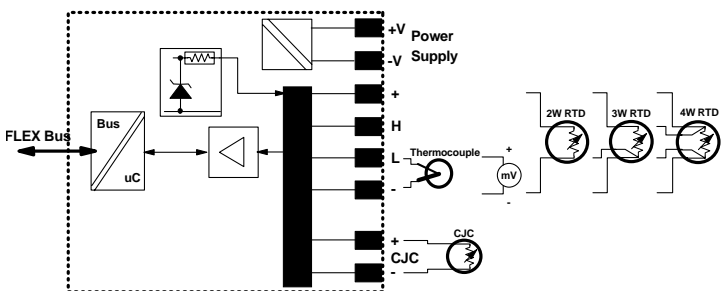 +V Power
-V Supply
+
2W RTD 3W RTD 4W RTD
FLEX Bus
Bus
uC
H
L
Thermocouple
+
mV
-
-
+
CJC
-
CJC